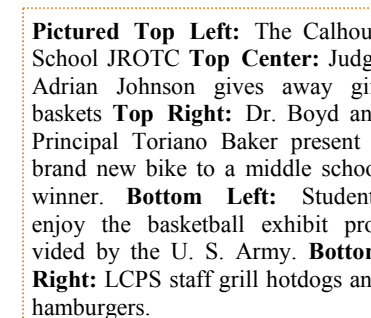 Pictured Top Left: The Calhou
School JROTC Top Center: Judg
Adrian Johnson gives away gi
baskets Top Right: Dr. Boyd an
Principal Toriano Baker present
brand new bike to a middle schoo
winner. Bottom Left: Student
enjoy the basketball exhibit pro
vided by the U. S. Army. Botto
Right: LCPS staff grill hotdogs an
hamburgers.